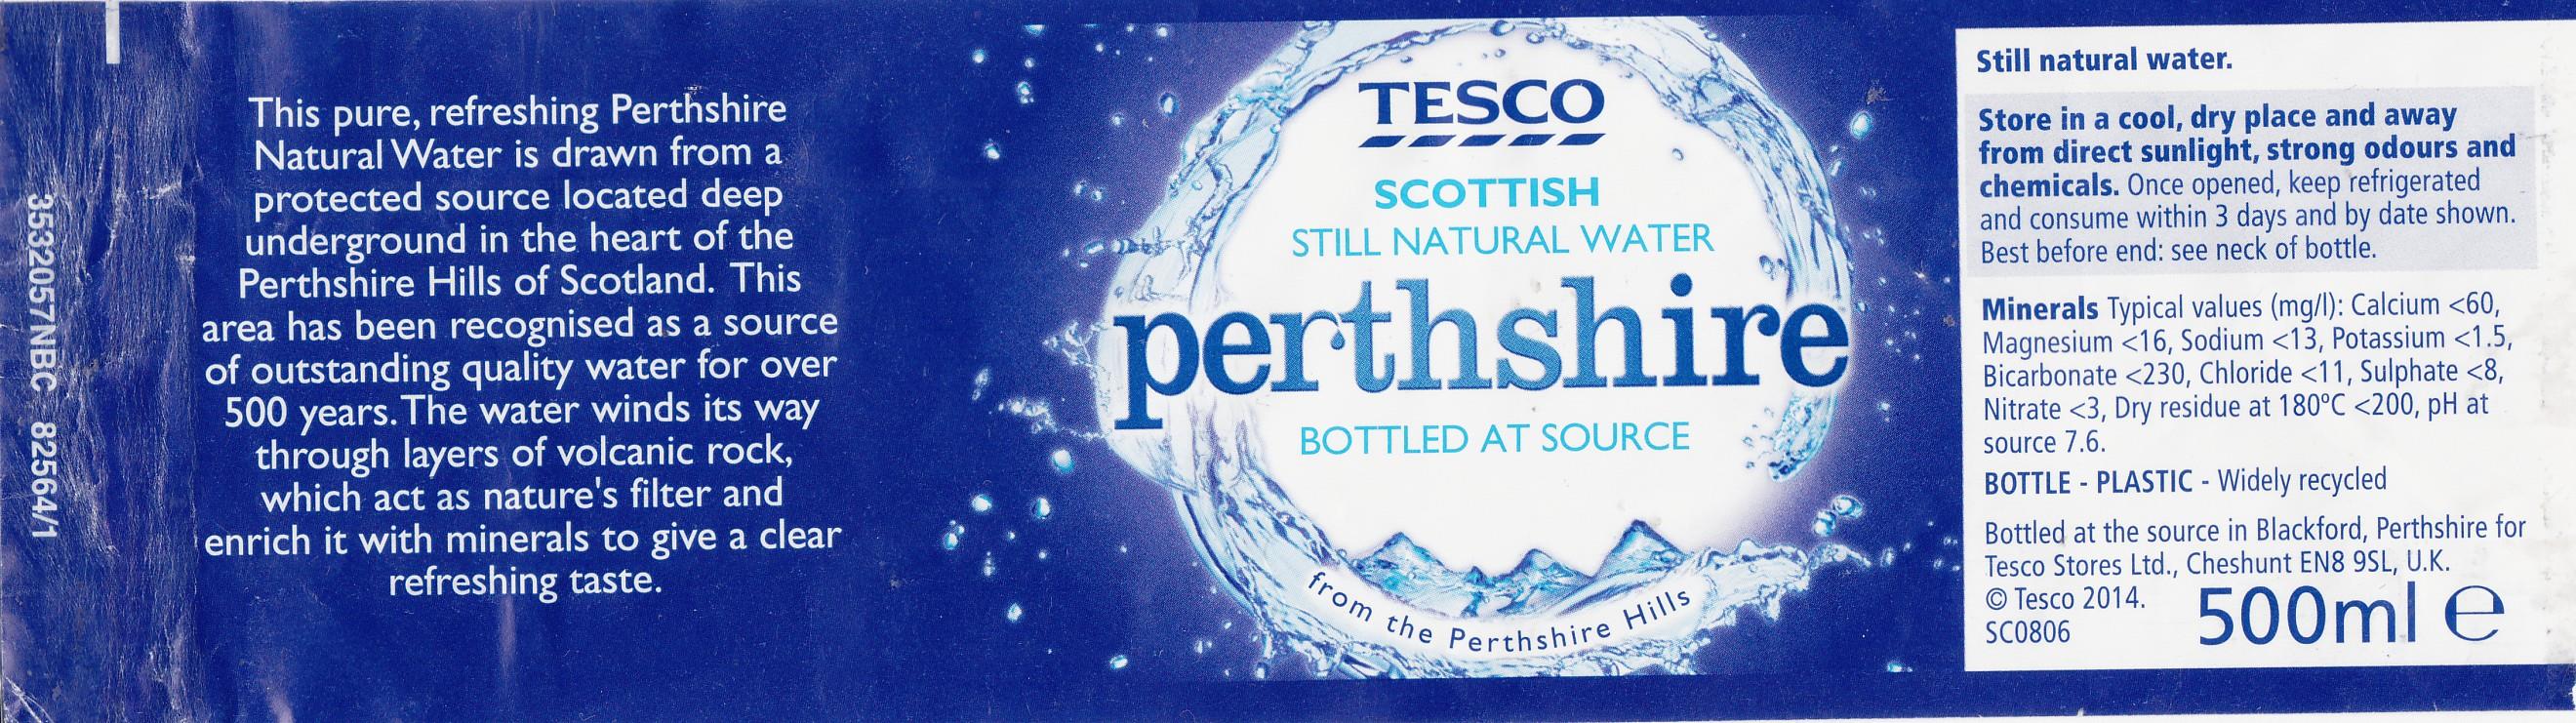 3532057NBC 82564/1
This pure, refreshing Perthshire
Natural Water is drawn from a
protected source located deep
underground in the heart of the
Perthshire Hills of Scotland. This
area has been recognised as a source
of outstanding quality water for over
500 years. The water winds its way
through layers of volcanic rock,
which act as nature's filter and
enrich it with minerals to give a clear
refreshing taste.
TESCO
SCOTTISH
STILL NATURAL WATER
perthshire
BOTTLED AT SOURCE
from the Perthshire Hills
Still natural water.
Store in a cool, dry place and away
from direct sunlight, strong odours and
chemicals. Once opened, keep refrigerated
and consume within 3 days and by date shown.
Best before end: see neck of bottle.
Minerals Typical values (mg/l): Calcium <60,
Magnesium <16, Sodium <13, Potassium <1.5,
Bicarbonate <230, Chloride <11, Sulphate <8,
Nitrate <3, Dry residue at 180ºC <200, pH at
source 7.6.
BOTTLE - PLASTIC - Widely recycled
Bottled at the source in Blackford, Perthshire for
Tesco Stores Ltd., Cheshunt EN8 9SL, U.K.
© Tesco 2014.
SC0806
500ml e